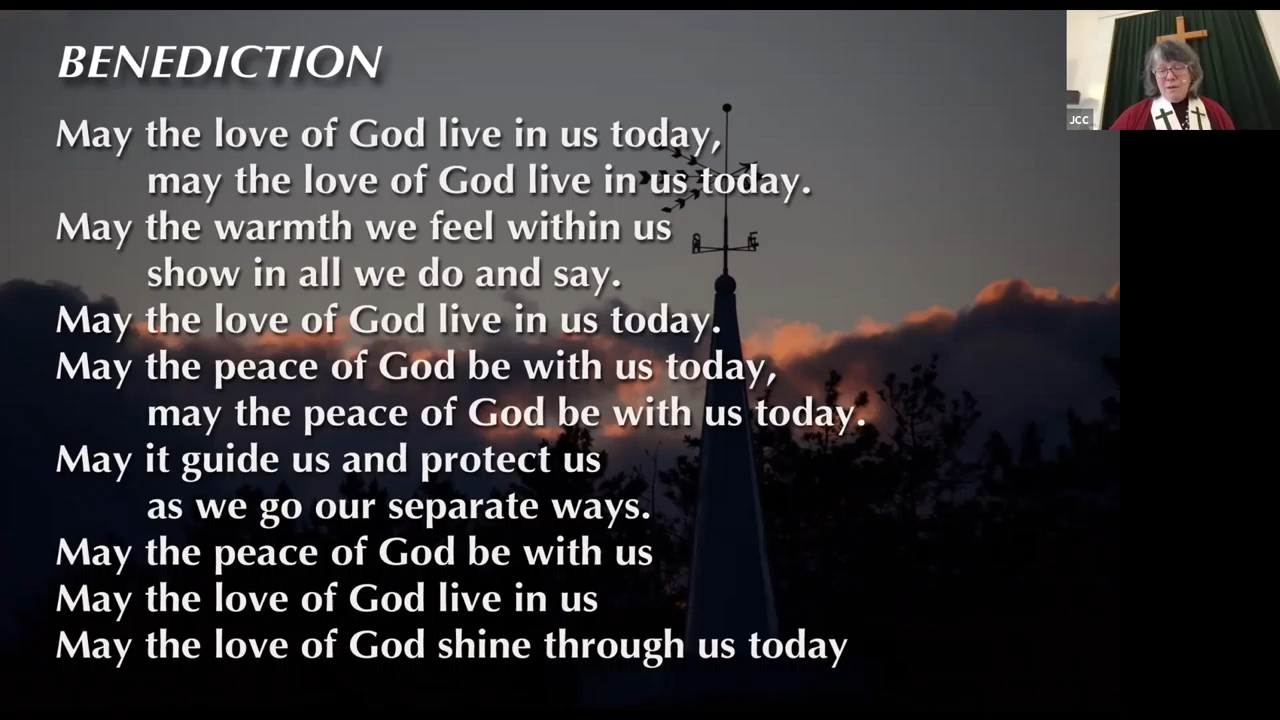 BENEDICTION
May the love of God live in us today,
may the love of God live in us today.
May the warmth we feel within us
show in all we do and say.
May the love of God live in us today.
May the peace of God be with us today,
may the peace of God be with us today.
May it guide us and protect us
as we go our separate ways.
May the peace of God be with us
May the love of God live in us
May the love of God shine through us today
JCC